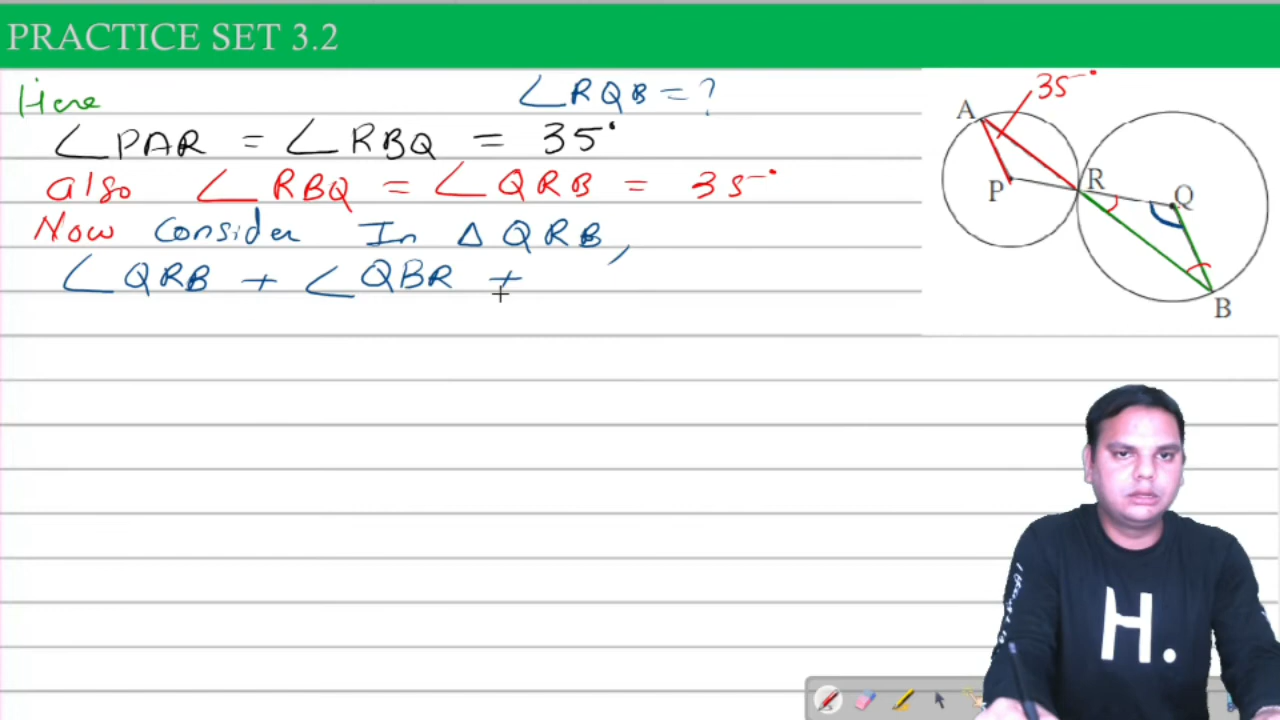 PRACTICE SET 3.2
Here
∠RQB = ?
∠PAR = ∠RBQ = 35°
also ∠RBQ = ∠QRB = 35°
Now Consider In Δ QRB,
∠QRB + ∠QBR +
35°
A
P
R
Q
B
H.